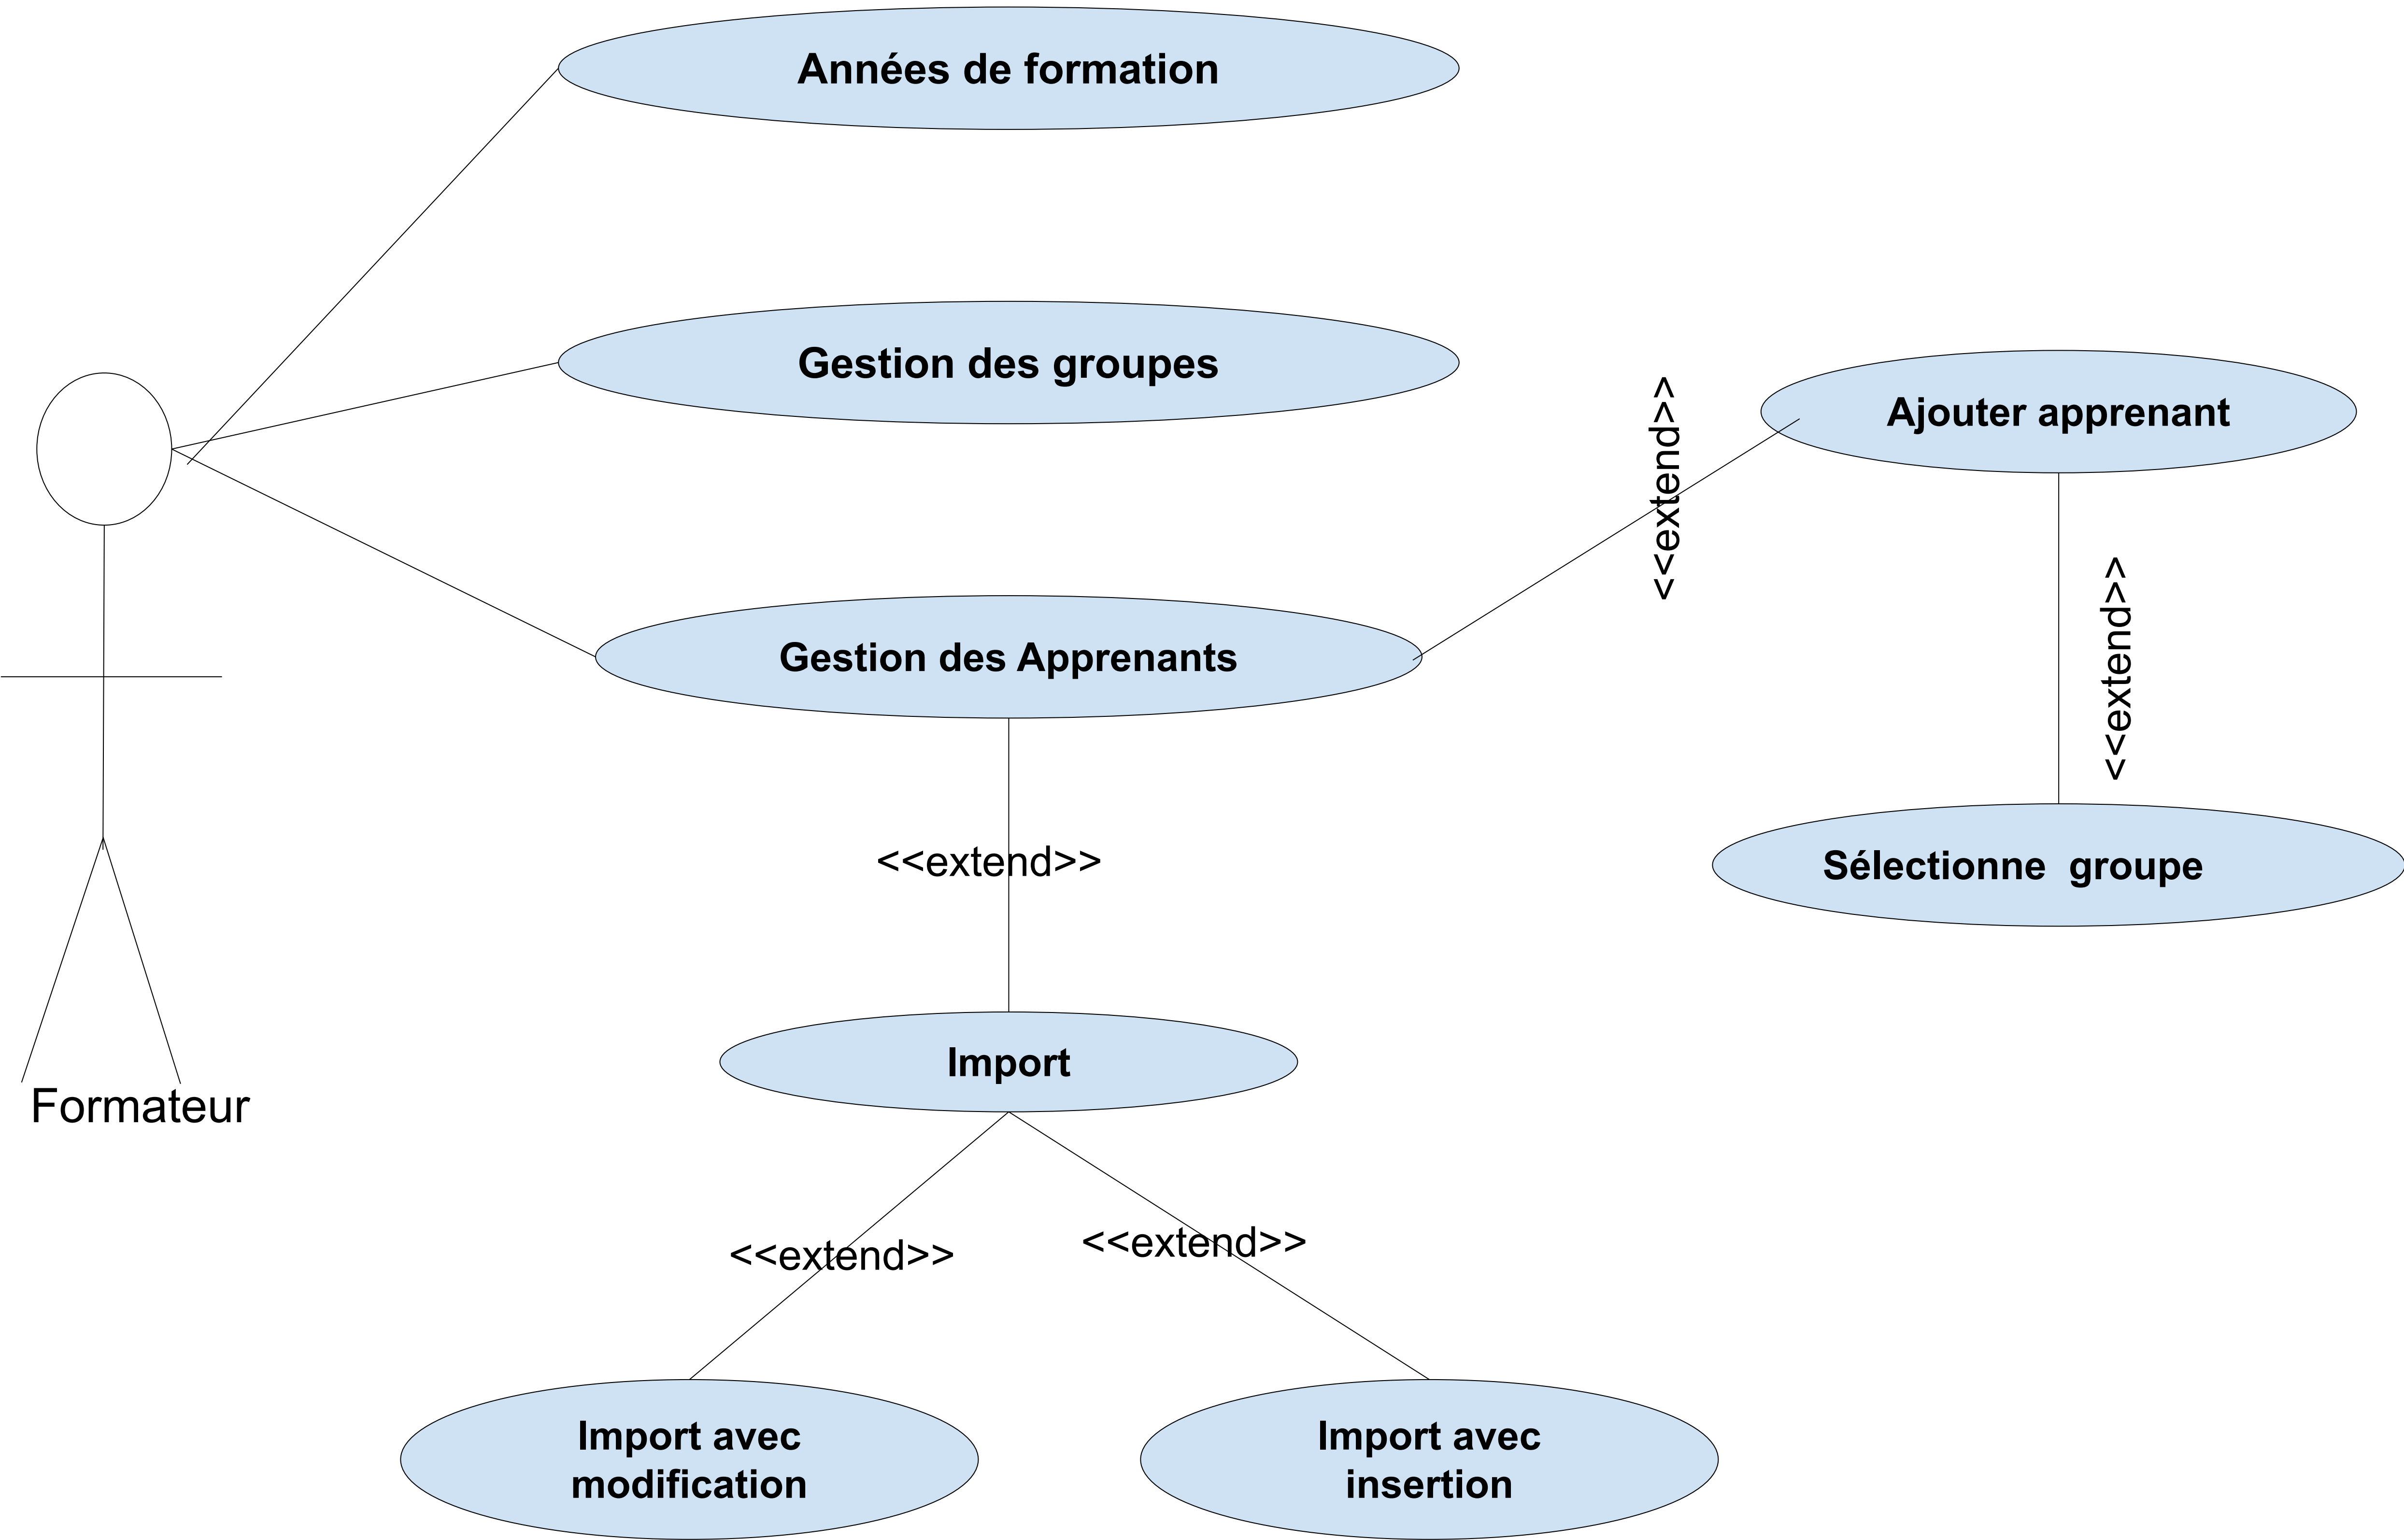 Années de formation
Gestion des groupes
<<extend>>
Ajouter apprenant
Gestion des Apprenants
<<extend>>
<<extend>>
Sélectionne  groupe
Import
Formateur
<<extend>>
<<extend>>
Import avec
modification
Import avec
insertion